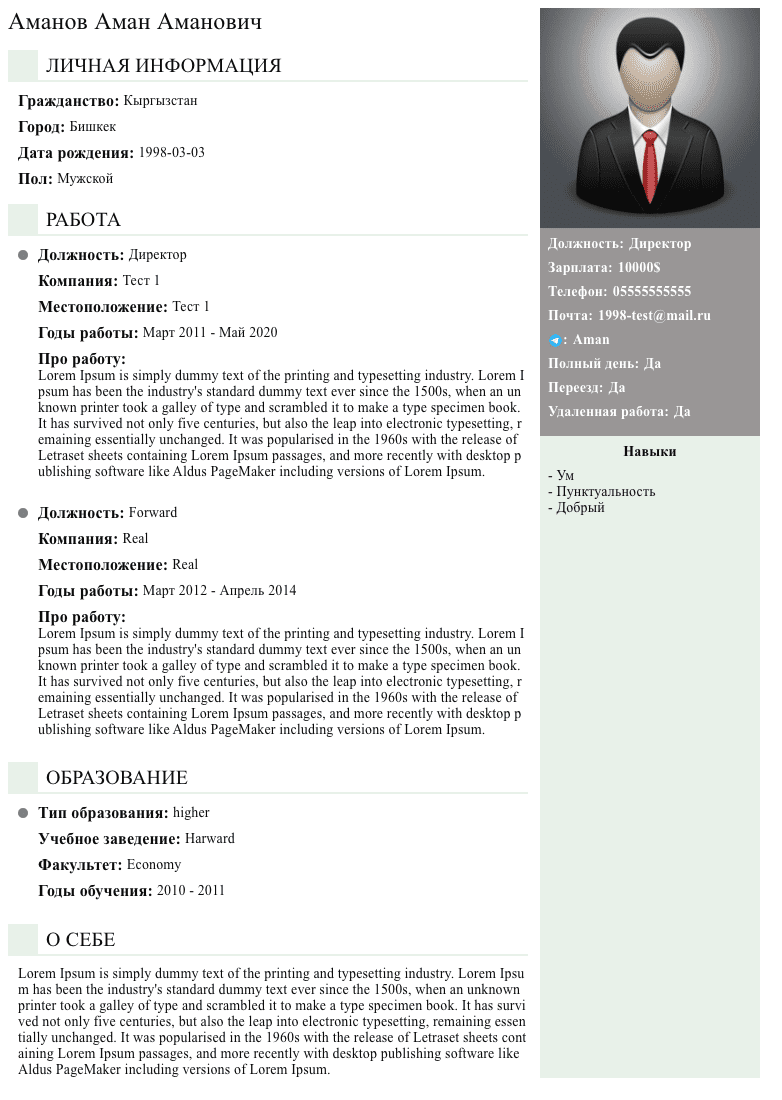 Аманов Аман Аманович
ЛИЧНАЯ ИНФОРМАЦИЯ
Гражданство: Кыргызстан
Город: Бишкек
Дата рождения: 1998-03-03
Пол: Мужской
РАБОТА
Должность: Директор
Компания: Тест 1
Местоположение: Тест 1
Годы работы: Март 2011 - Май 2020
Про работу:
Lorem Ipsum is simply dummy text of the printing and typesetting industry. Lorem I
psum has been the industry's standard dummy text ever since the 1500s, when an un
known printer took a galley of type and scrambled it to make a type specimen book.
It has survived not only five centuries, but also the leap into electronic typesetting, r
emaining essentially unchanged. It was popularised in the 1960s with the release of
Letraset sheets containing Lorem Ipsum passages, and more recently with desktop p
ublishing software like Aldus PageMaker including versions of Lorem Ipsum.
Должность: Forward
Компания: Real
Местоположение: Real
Годы работы: Март 2012 - Апрель 2014
Про работу:
Lorem Ipsum is simply dummy text of the printing and typesetting industry. Lorem I
psum has been the industry's standard dummy text ever since the 1500s, when an un
known printer took a galley of type and scrambled it to make a type specimen book.
It has survived not only five centuries, but also the leap into electronic typesetting, r
emaining essentially unchanged. It was popularised in the 1960s with the release of
Letraset sheets containing Lorem Ipsum passages, and more recently with desktop p
ublishing software like Aldus PageMaker including versions of Lorem Ipsum.
ОБРАЗОВАНИЕ
Тип образования: higher
Учебное заведение: Harward
Факультет: Economy
Годы обучения: 2010 - 2011
О СЕБЕ
Lorem Ipsum is simply dummy text of the printing and typesetting industry. Lorem Ipsu
m has been the industry's standard dummy text ever since the 1500s, when an unknown
printer took a galley of type and scrambled it to make a type specimen book. It has survi
ved not only five centuries, but also the leap into electronic typesetting, remaining essen
tially unchanged. It was popularised in the 1960s with the release of Letraset sheets cont
aining Lorem Ipsum passages, and more recently with desktop publishing software like
Aldus PageMaker including versions of Lorem Ipsum.
Должность: Директор
Зарплата: 10000$
Телефон: 05555555555
Почта: 1998-test@mail.ru
: Aman
Полный день: Да
Переезд: Да
Удаленная работа: Да
Навыки
- Ум
- Пунктуальность
- Добрый